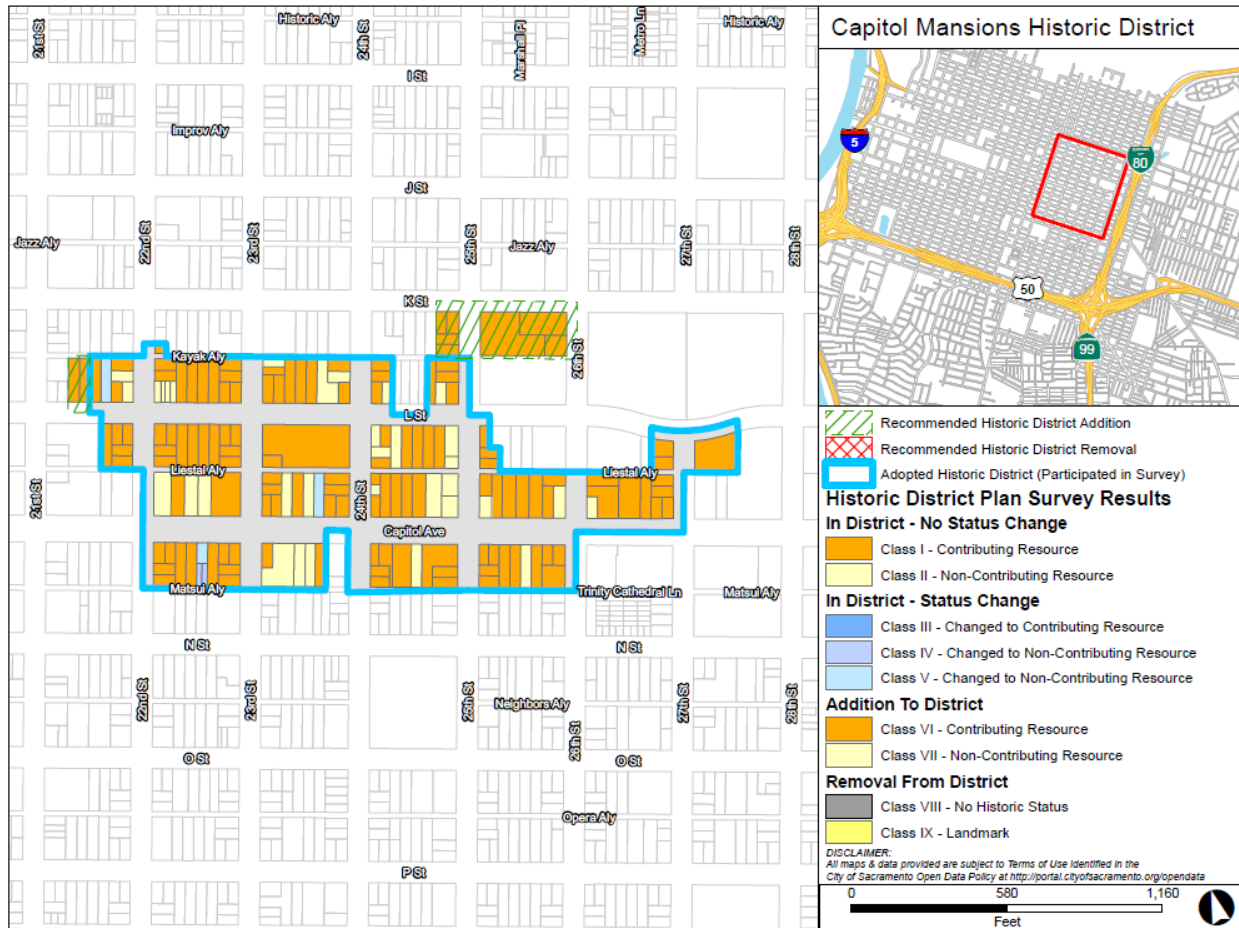 Historic Aly
Historic Aly
21st St
24th St
Marshall Pl
Metro Ln
I St
Improv Aly
J St
Jazz Aly
22nd St
23rd St
25th St
Jazz Aly
27th St
28th St
K St
Kayak Aly
26th St
L St
Liestal Aly
Liestal Aly
21st St
24th St
Capitol Ave
Matsul Aly
Trinity Cathedral Ln
Matsul Aly
N St
N St
22nd St
23rd St
25th St
Neighbors Aly
26th St
27th St
28th St
O St
O St
Opera Aly
P St
Capitol Mansions Historic District
5
80
50
99
Recommended Historic District Addition
Recommended Historic District Removal
Adopted Historic District (Participated in Survey)
Historic District Plan Survey Results
In District - No Status Change
Class I - Contributing Resource
Class II - Non-Contributing Resource
In District - Status Change
Class III - Changed to Contributing Resource
Class IV - Changed to Non-Contributing Resource
Class V - Changed to Non-Contributing Resource
Addition To District
Class VI - Contributing Resource
Class VII - Non-Contributing Resource
Removal From District
Class VIII - No Historic Status
Class IX - Landmark
DISCLAIMER:
All maps & data provided are subject to Terms of Use Identified in the
City of Sacramento Open Data Policy at http://portal.cityofsacramento.org/opendata
0 580 1,160
Feet